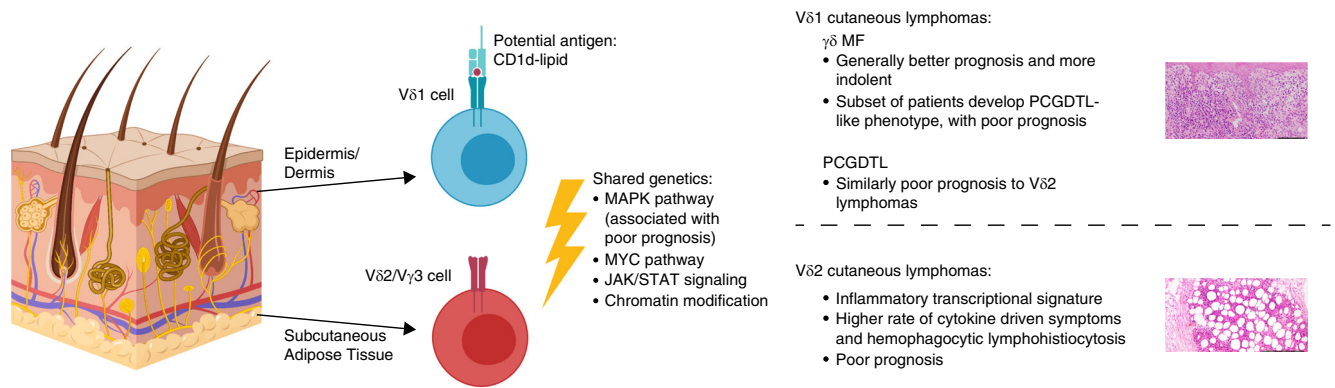 Potential antigen:
CD1d-lipid
Vδ1 cell
Epidermis/
Dermis
Shared genetics:
• MAPK pathway
(associated with
poor prognosis)
• MYC pathway
• JAK/STAT signaling
• Chromatin modification
Vδ2/Vγ3 cell
Subcutaneous
Adipose Tissue
Vδ1 cutaneous lymphomas:
γδ MF
• Generally better prognosis and more
indolent
• Subset of patients develop PCGDTL-
like phenotype, with poor prognosis
PCGDTL
• Similarly poor prognosis to Vδ2
lymphomas
Vδ2 cutaneous lymphomas:
• Inflammatory transcriptional signature
• Higher rate of cytokine driven symptoms
and hemophagocytic lymphohistiocytosis
• Poor prognosis